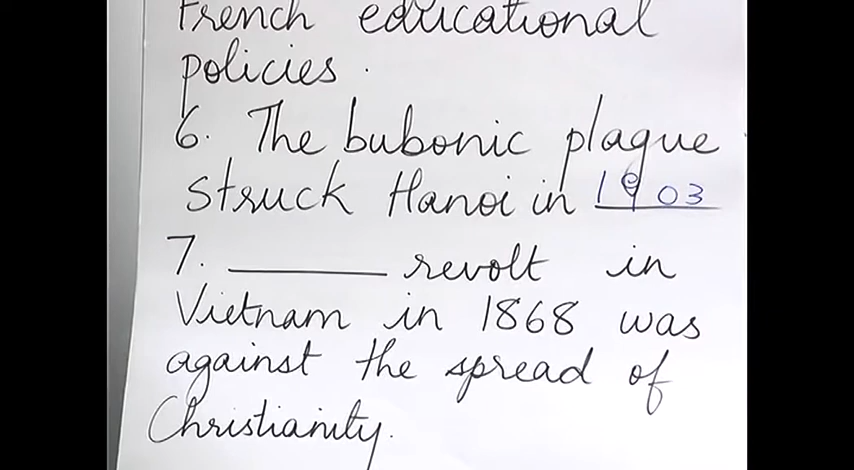 French educational
policies.
6. The bubonic plague
struck Hanoi in 1903
7. ________ revolt in
Vietnam in 1868 was
against the spread of
Christianity.